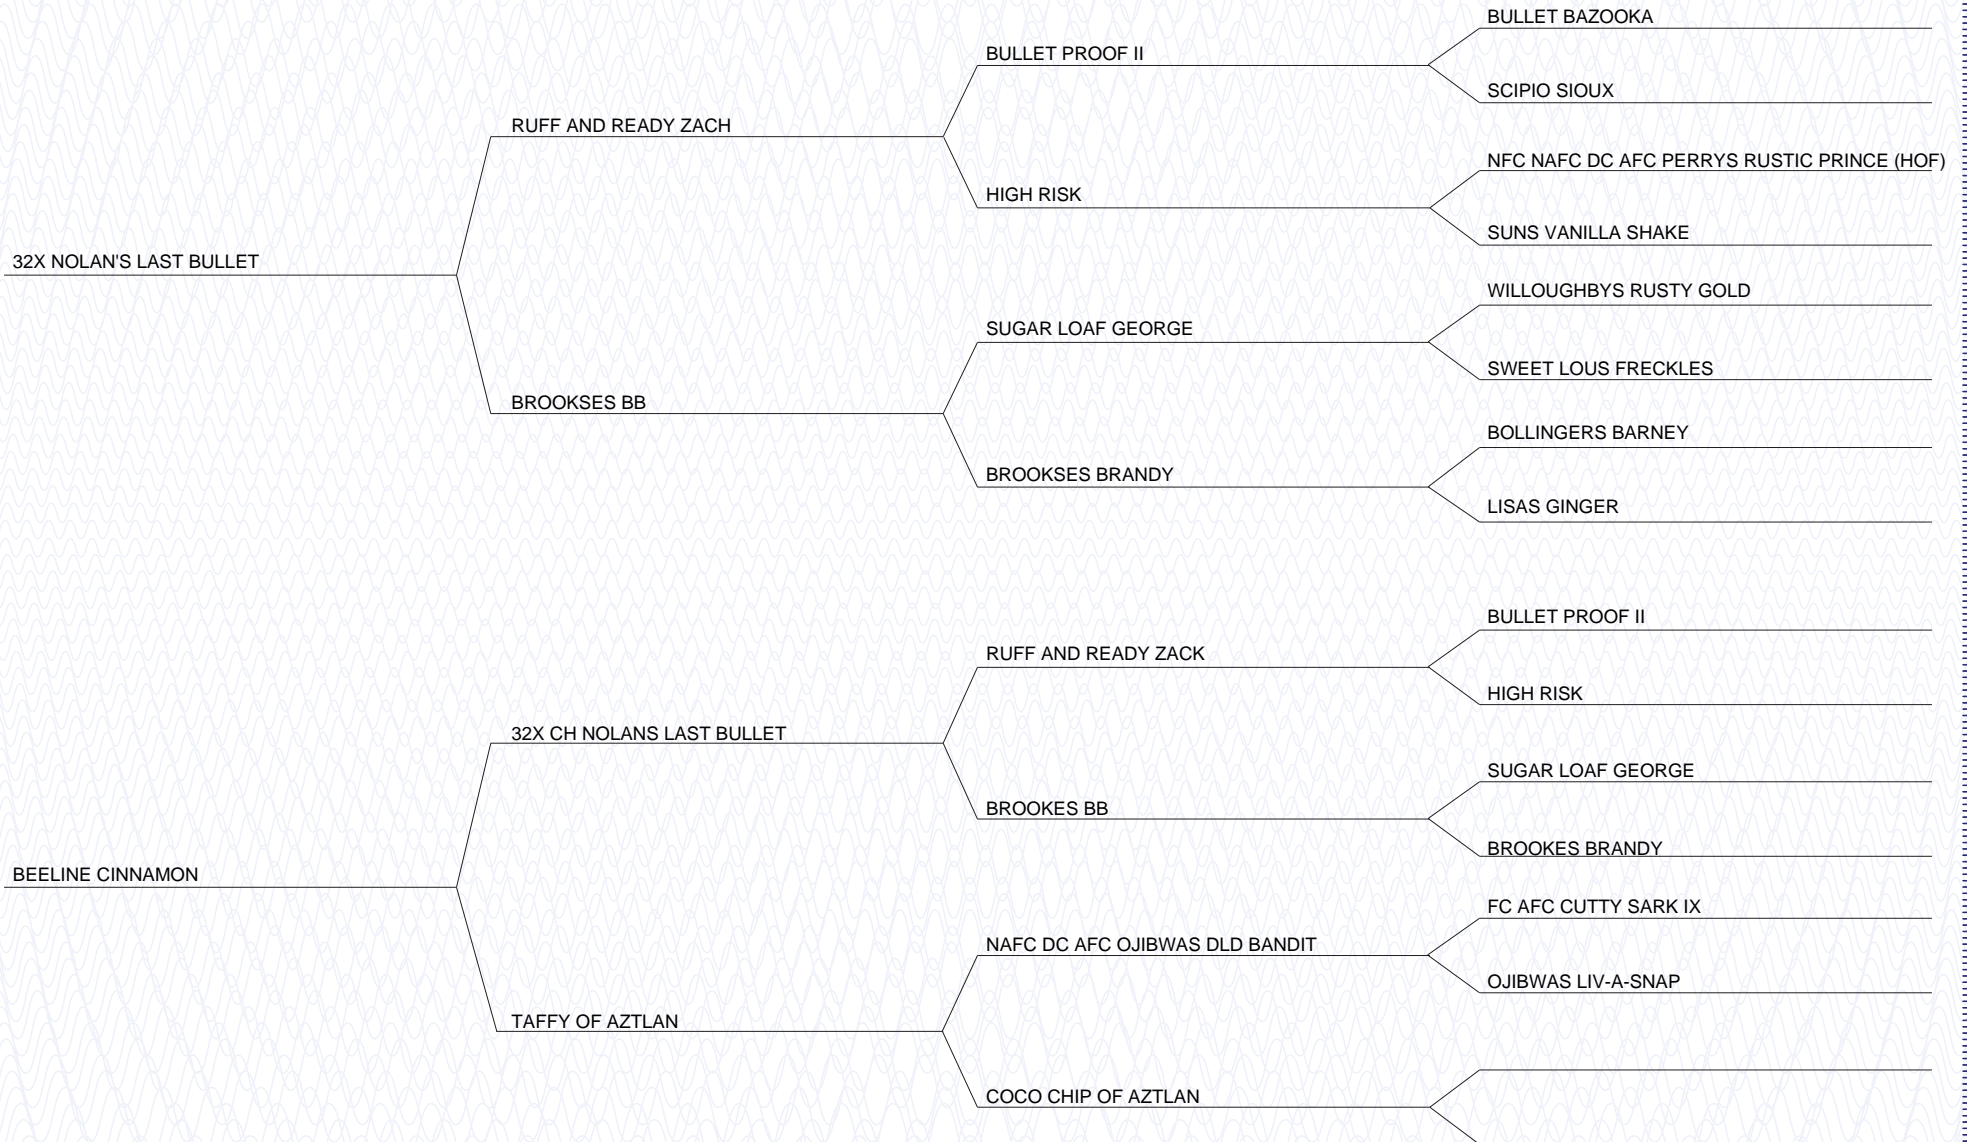 BULLET BAZOOKA
BULLET PROOF II
SCIPIO SIOUX
RUFF AND READY ZACH
NFC NAFC DC AFC PERRYS RUSTIC PRINCE (HOF)
HIGH RISK
SUNS VANILLA SHAKE
32X NOLAN'S LAST BULLET
WILLOUGHBYS RUSTY GOLD
SUGAR LOAF GEORGE
SWEET LOUS FRECKLES
BROOKSES BB
BOLLINGERS BARNEY
BROOKSES BRANDY
LISAS GINGER
BULLET PROOF II
RUFF AND READY ZACK
HIGH RISK
32X CH NOLANS LAST BULLET
SUGAR LOAF GEORGE
BROOKES BB
BROOKES BRANDY
BEELINE CINNAMON
FC AFC CUTTY SARK IX
NAFC DC AFC OJIBWAS DLD BANDIT
OJIBWAS LIV-A-SNAP
TAFFY OF AZTLAN
COCO CHIP OF AZTLAN